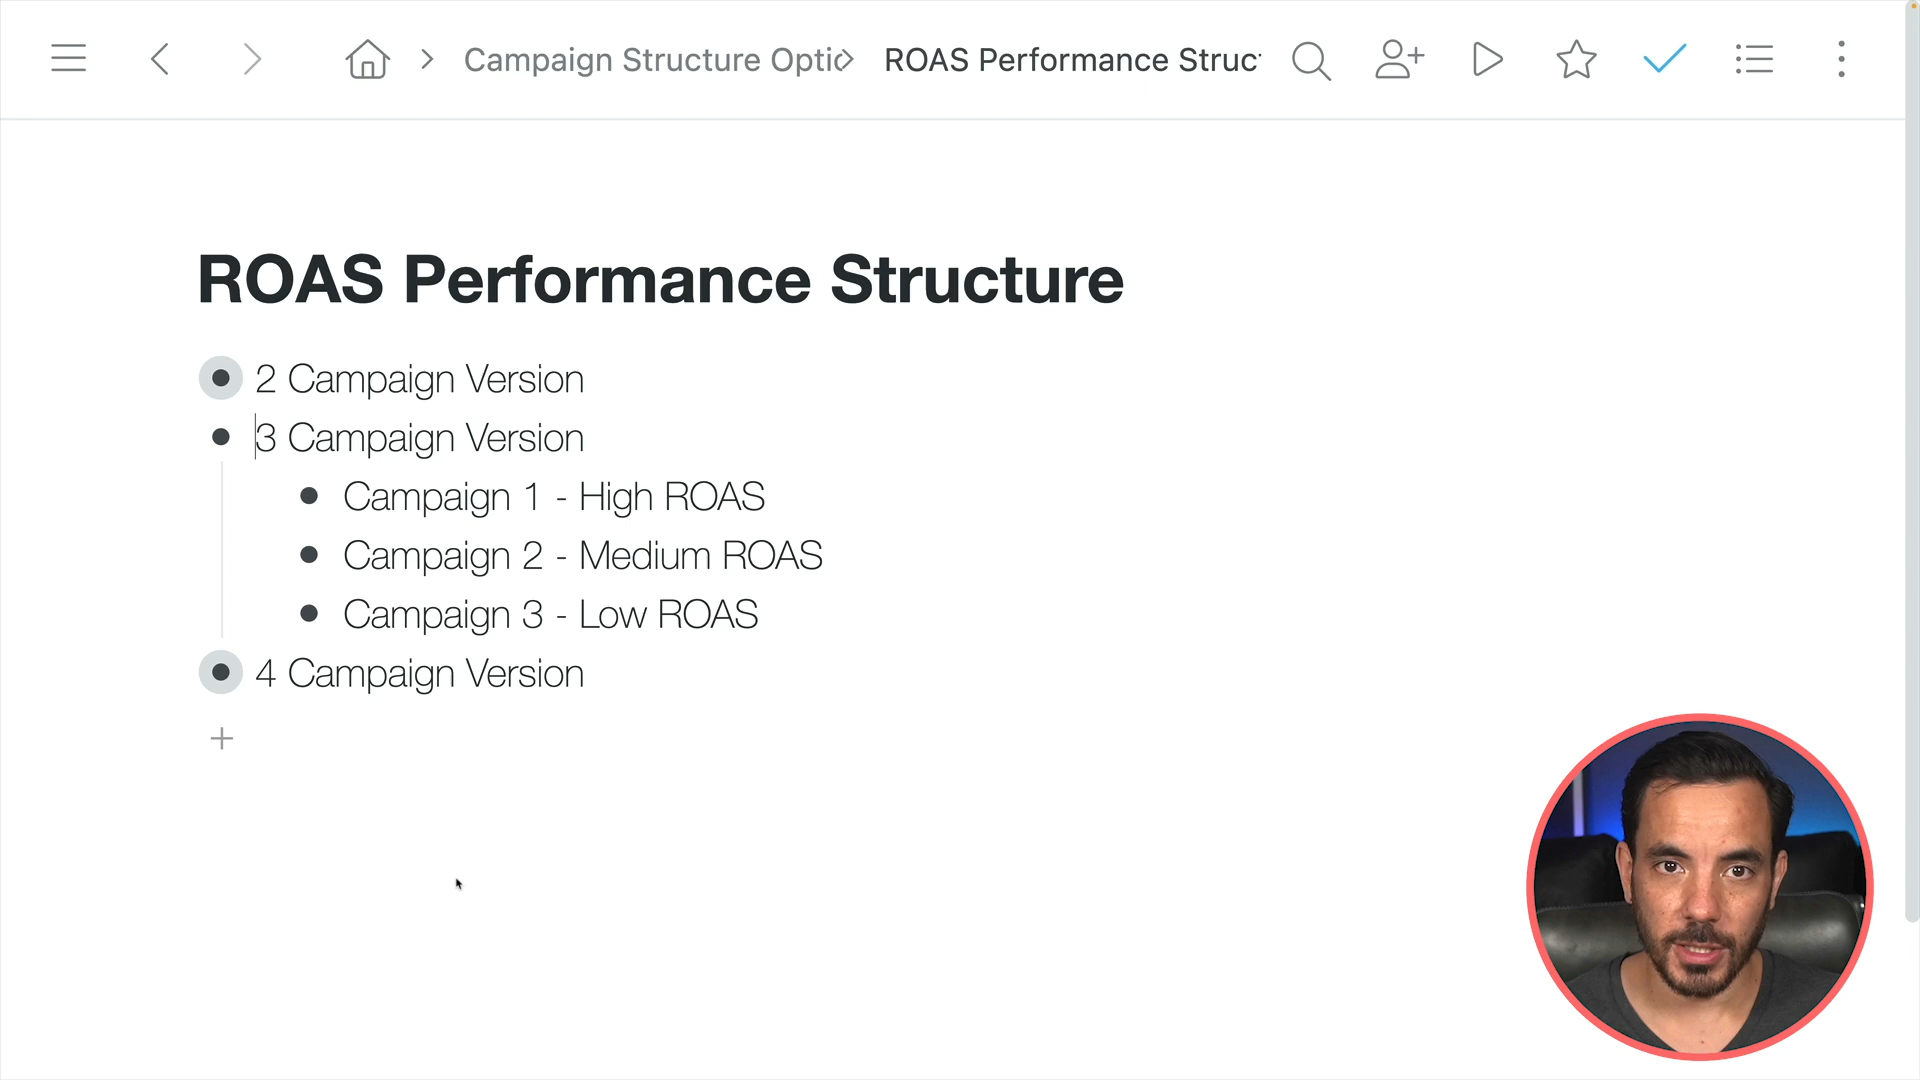 Campaign Structure Optic
ROAS Performance Struc
ROAS Performance Structure
2 Campaign Version
3 Campaign Version
Campaign 1 - High ROAS
Campaign 2 - Medium ROAS
Campaign 3 - Low ROAS
4 Campaign Version